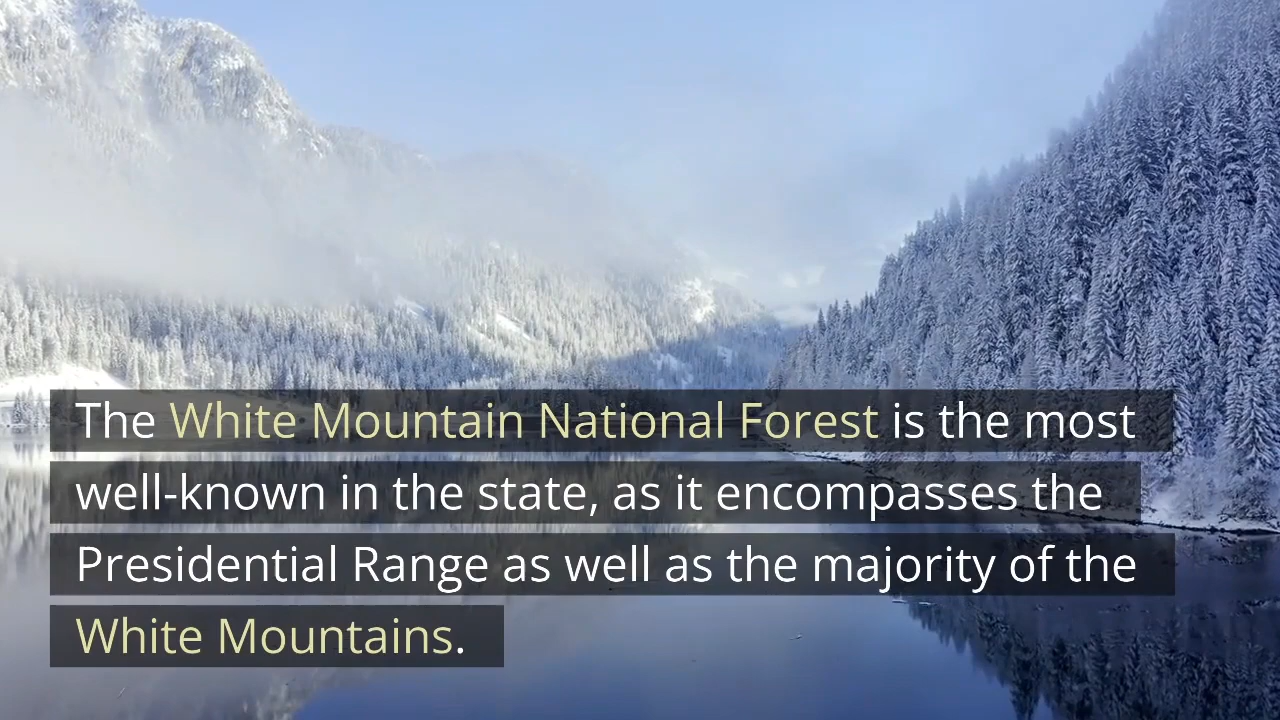 The White Mountain National Forest is the most
well-known in the state, as it encompasses the
Presidential Range as well as the majority of the
White Mountains.